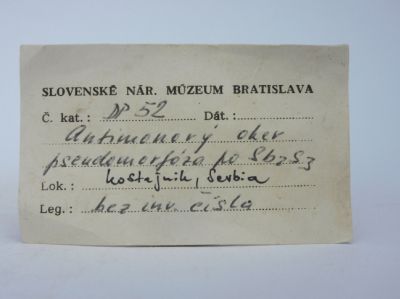 SLOVENSKÉ NÁR. MÚZEUM BRATISLAVA
Č. kat.: DP 52 Dát.:
Antimonový oker
pseudomorfóza po Sb2S3
Lok.: Kostajnik, Serbia
Leg.: bez inv. čísla